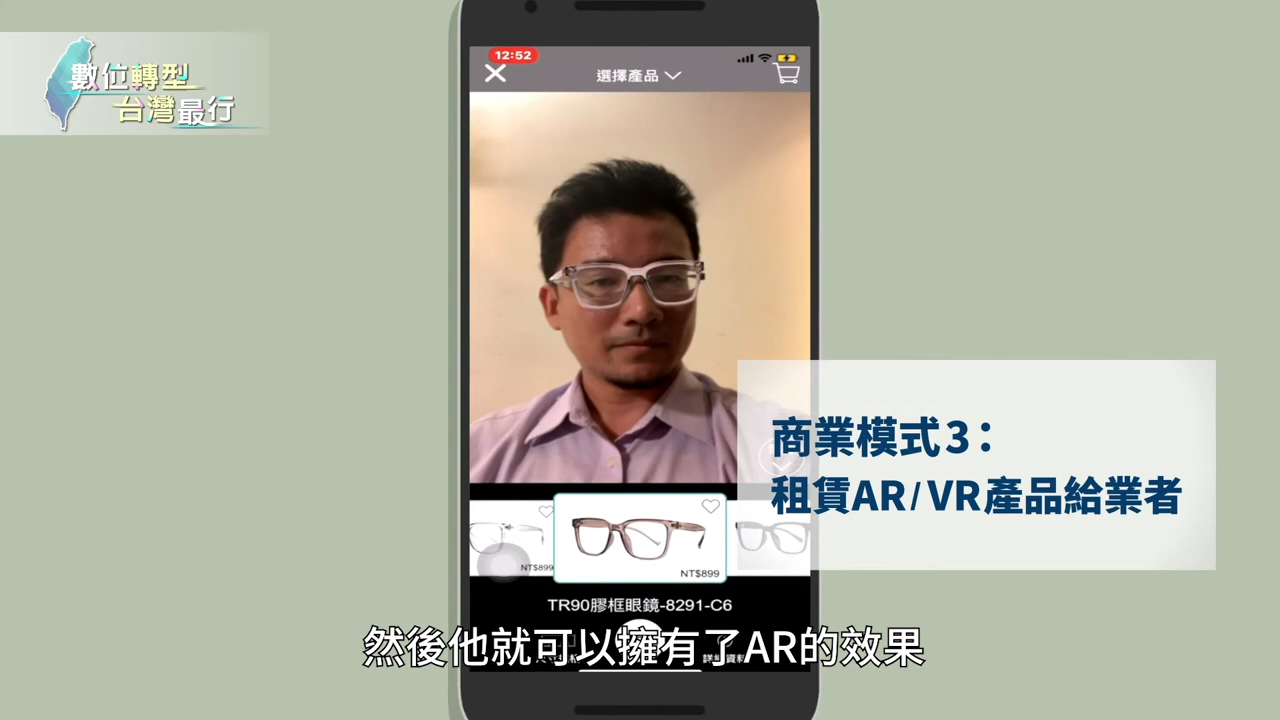 數位轉型
台灣最行
12:52
選擇產品
商業模式3：
租賃AR/VR產品給業者
NT$899
NT$899
TR90膠框眼鏡-8291-C6
然後他就可以擁有了AR的效果